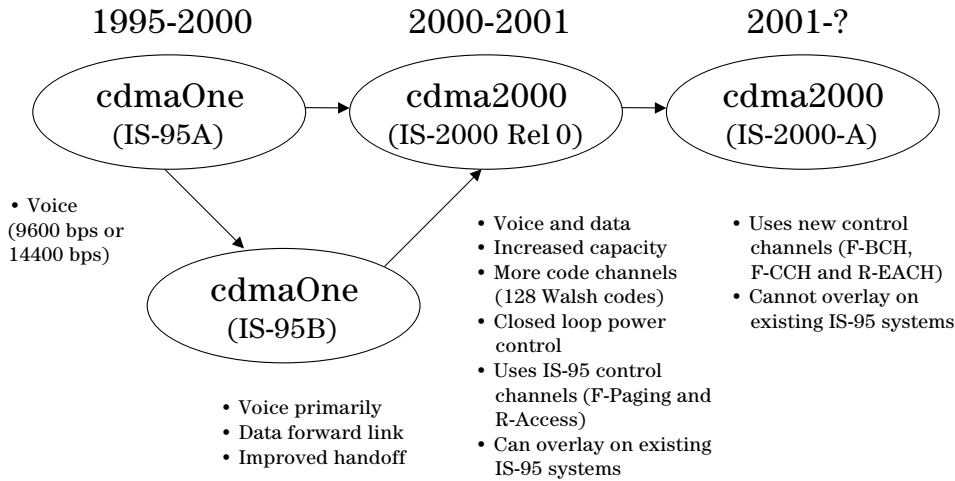 1995-2000
2000-2001
2001-?
cdmaOne
(IS-95A)
cdma2000
(IS-2000 Rel 0)
cdma2000
(IS-2000-A)
• Voice
(9600 bps or
14400 bps)
cdmaOne
(IS-95B)
• Voice primarily
• Data forward link
• Improved handoff
• Voice and data
• Increased capacity
• More code channels
(128 Walsh codes)
• Closed loop power
control
• Uses IS-95 control
channels (F-Paging and
R-Access)
• Can overlay on existing
IS-95 systems
• Uses new control
channels (F-BCH,
F-CCH and R-EACH)
• Cannot overlay on
existing IS-95 systems